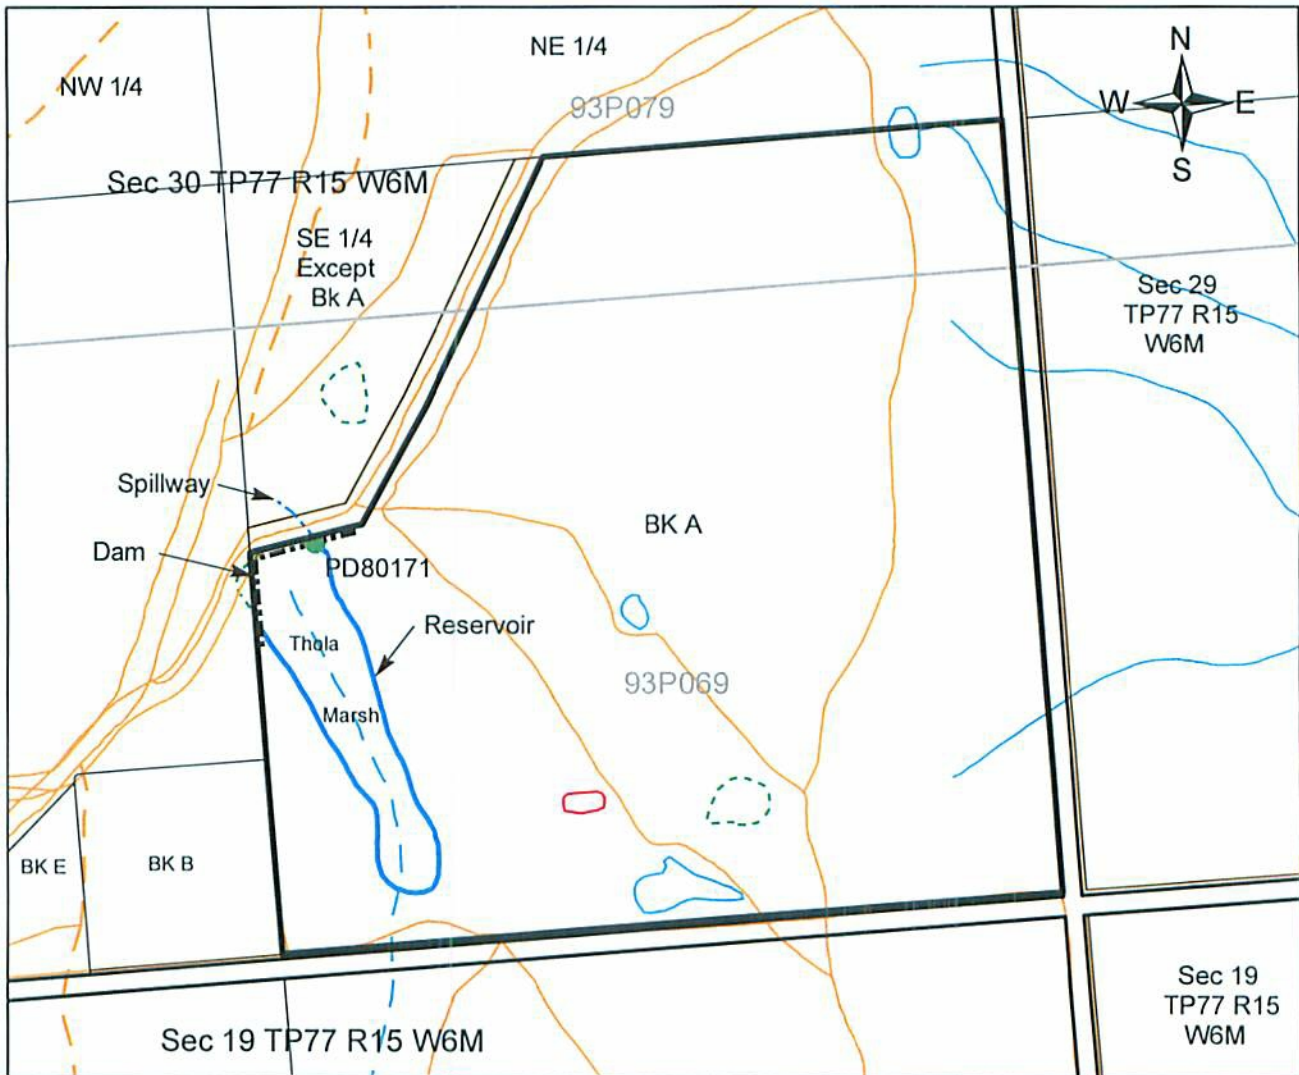 NE 1/4
N
NW 1/4
93P079
W
E
S
Sec 30 TP77 R15 W6M
SE 1/4
Except
Bk A
Sec 29
TP77 R15
W6M
Spillway
BK A
Dam
PD80171
Reservoir
Thola
93P069
Marsh
BK E
BK B
Sec 19
TP77 R15
W6M
Sec 19 TP77 R15 W6M